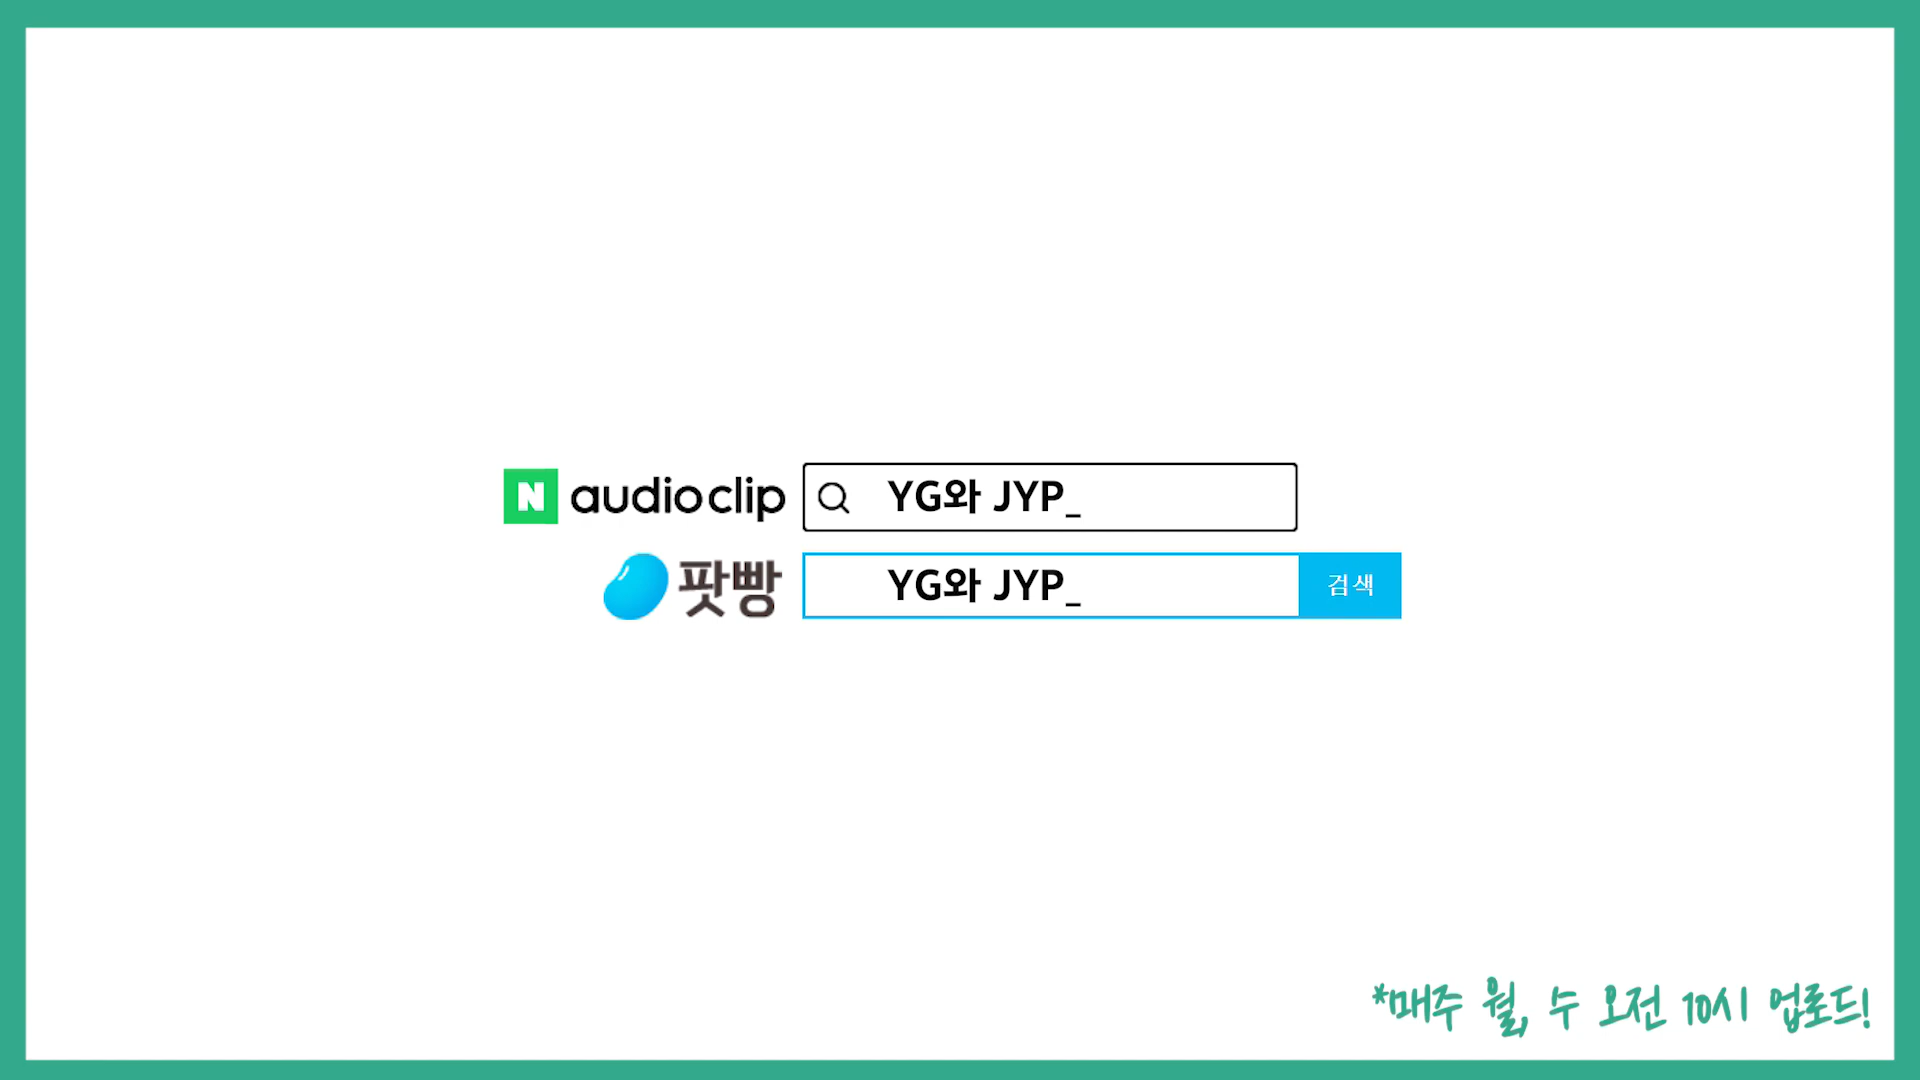 N audioclip YG와 JYP_
팟빵 YG와 JYP_ 검색
*매주 월, 수 오전 10시 업로드!